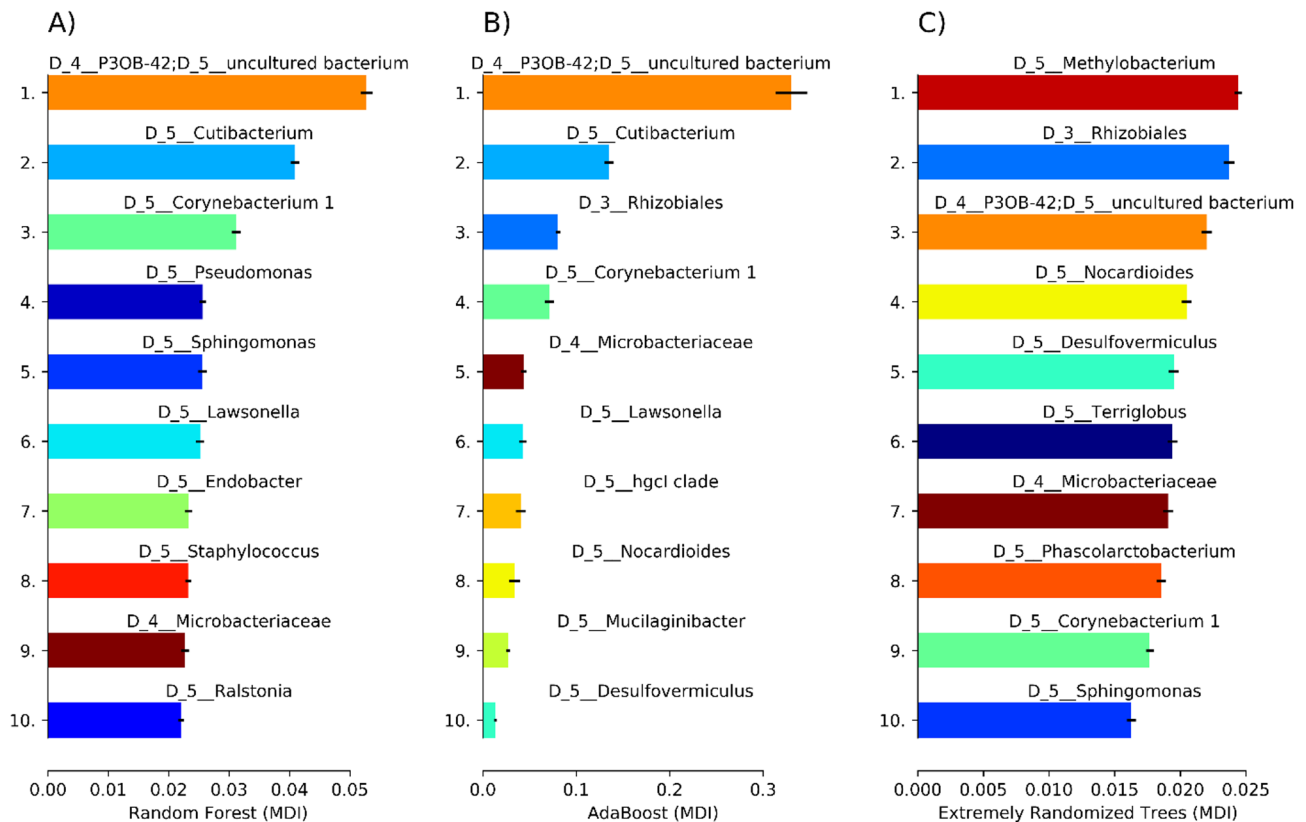 A)
D_4__P3OB-42;D_5__uncultured bacterium
1.
D_5__Cutibacterium
2.
D_5__Corynebacterium 1
3.
D_5__Pseudomonas
4.
D_5__Sphingomonas
5.
D_5__Lawsonella
6.
D_5__Endobacter
7.
D_5__Staphylococcus
8.
D_4__Microbacteriaceae
9.
D_5__Ralstonia
10.
0.00 0.01 0.02 0.03 0.04 0.05
Random Forest (MDI)
B)
D_4__P3OB-42;D_5__uncultured bacterium
1.
D_5__Cutibacterium
2.
D_3__Rhizobiales
3.
D_5__Corynebacterium 1
4.
D_4__Microbacteriaceae
5.
D_5__Lawsonella
6.
D_5__hgcI clade
7.
D_5__Nocardioides
8.
D_5__Mucilaginibacter
9.
D_5__Desulfovermiculus
10.
0.0 0.1 0.2 0.3
AdaBoost (MDI)
C)
D_5__Methylobacterium
1.
D_3__Rhizobiales
2.
D_4__P3OB-42;D_5__uncultured bacterium
3.
D_5__Nocardioides
4.
D_5__Desulfovermiculus
5.
D_5__Terriglobus
6.
D_4__Microbacteriaceae
7.
D_5__Phascolarctobacterium
8.
D_5__Corynebacterium 1
9.
D_5__Sphingomonas
10.
0.000 0.005 0.010 0.015 0.020 0.025
Extremely Randomized Trees (MDI)